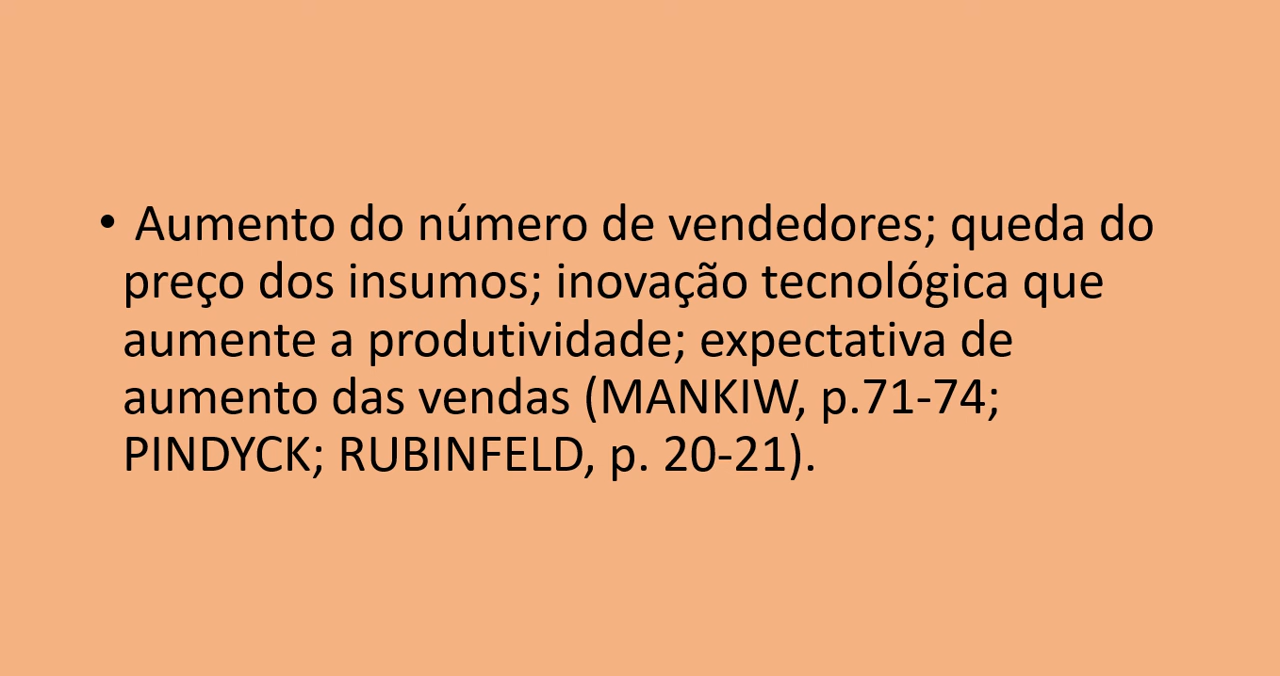 • Aumento do número de vendedores; queda do
preço dos insumos; inovação tecnológica que
aumente a produtividade; expectativa de
aumento das vendas (MANKIW, p.71-74;
PINDYCK; RUBINFELD, p. 20-21).